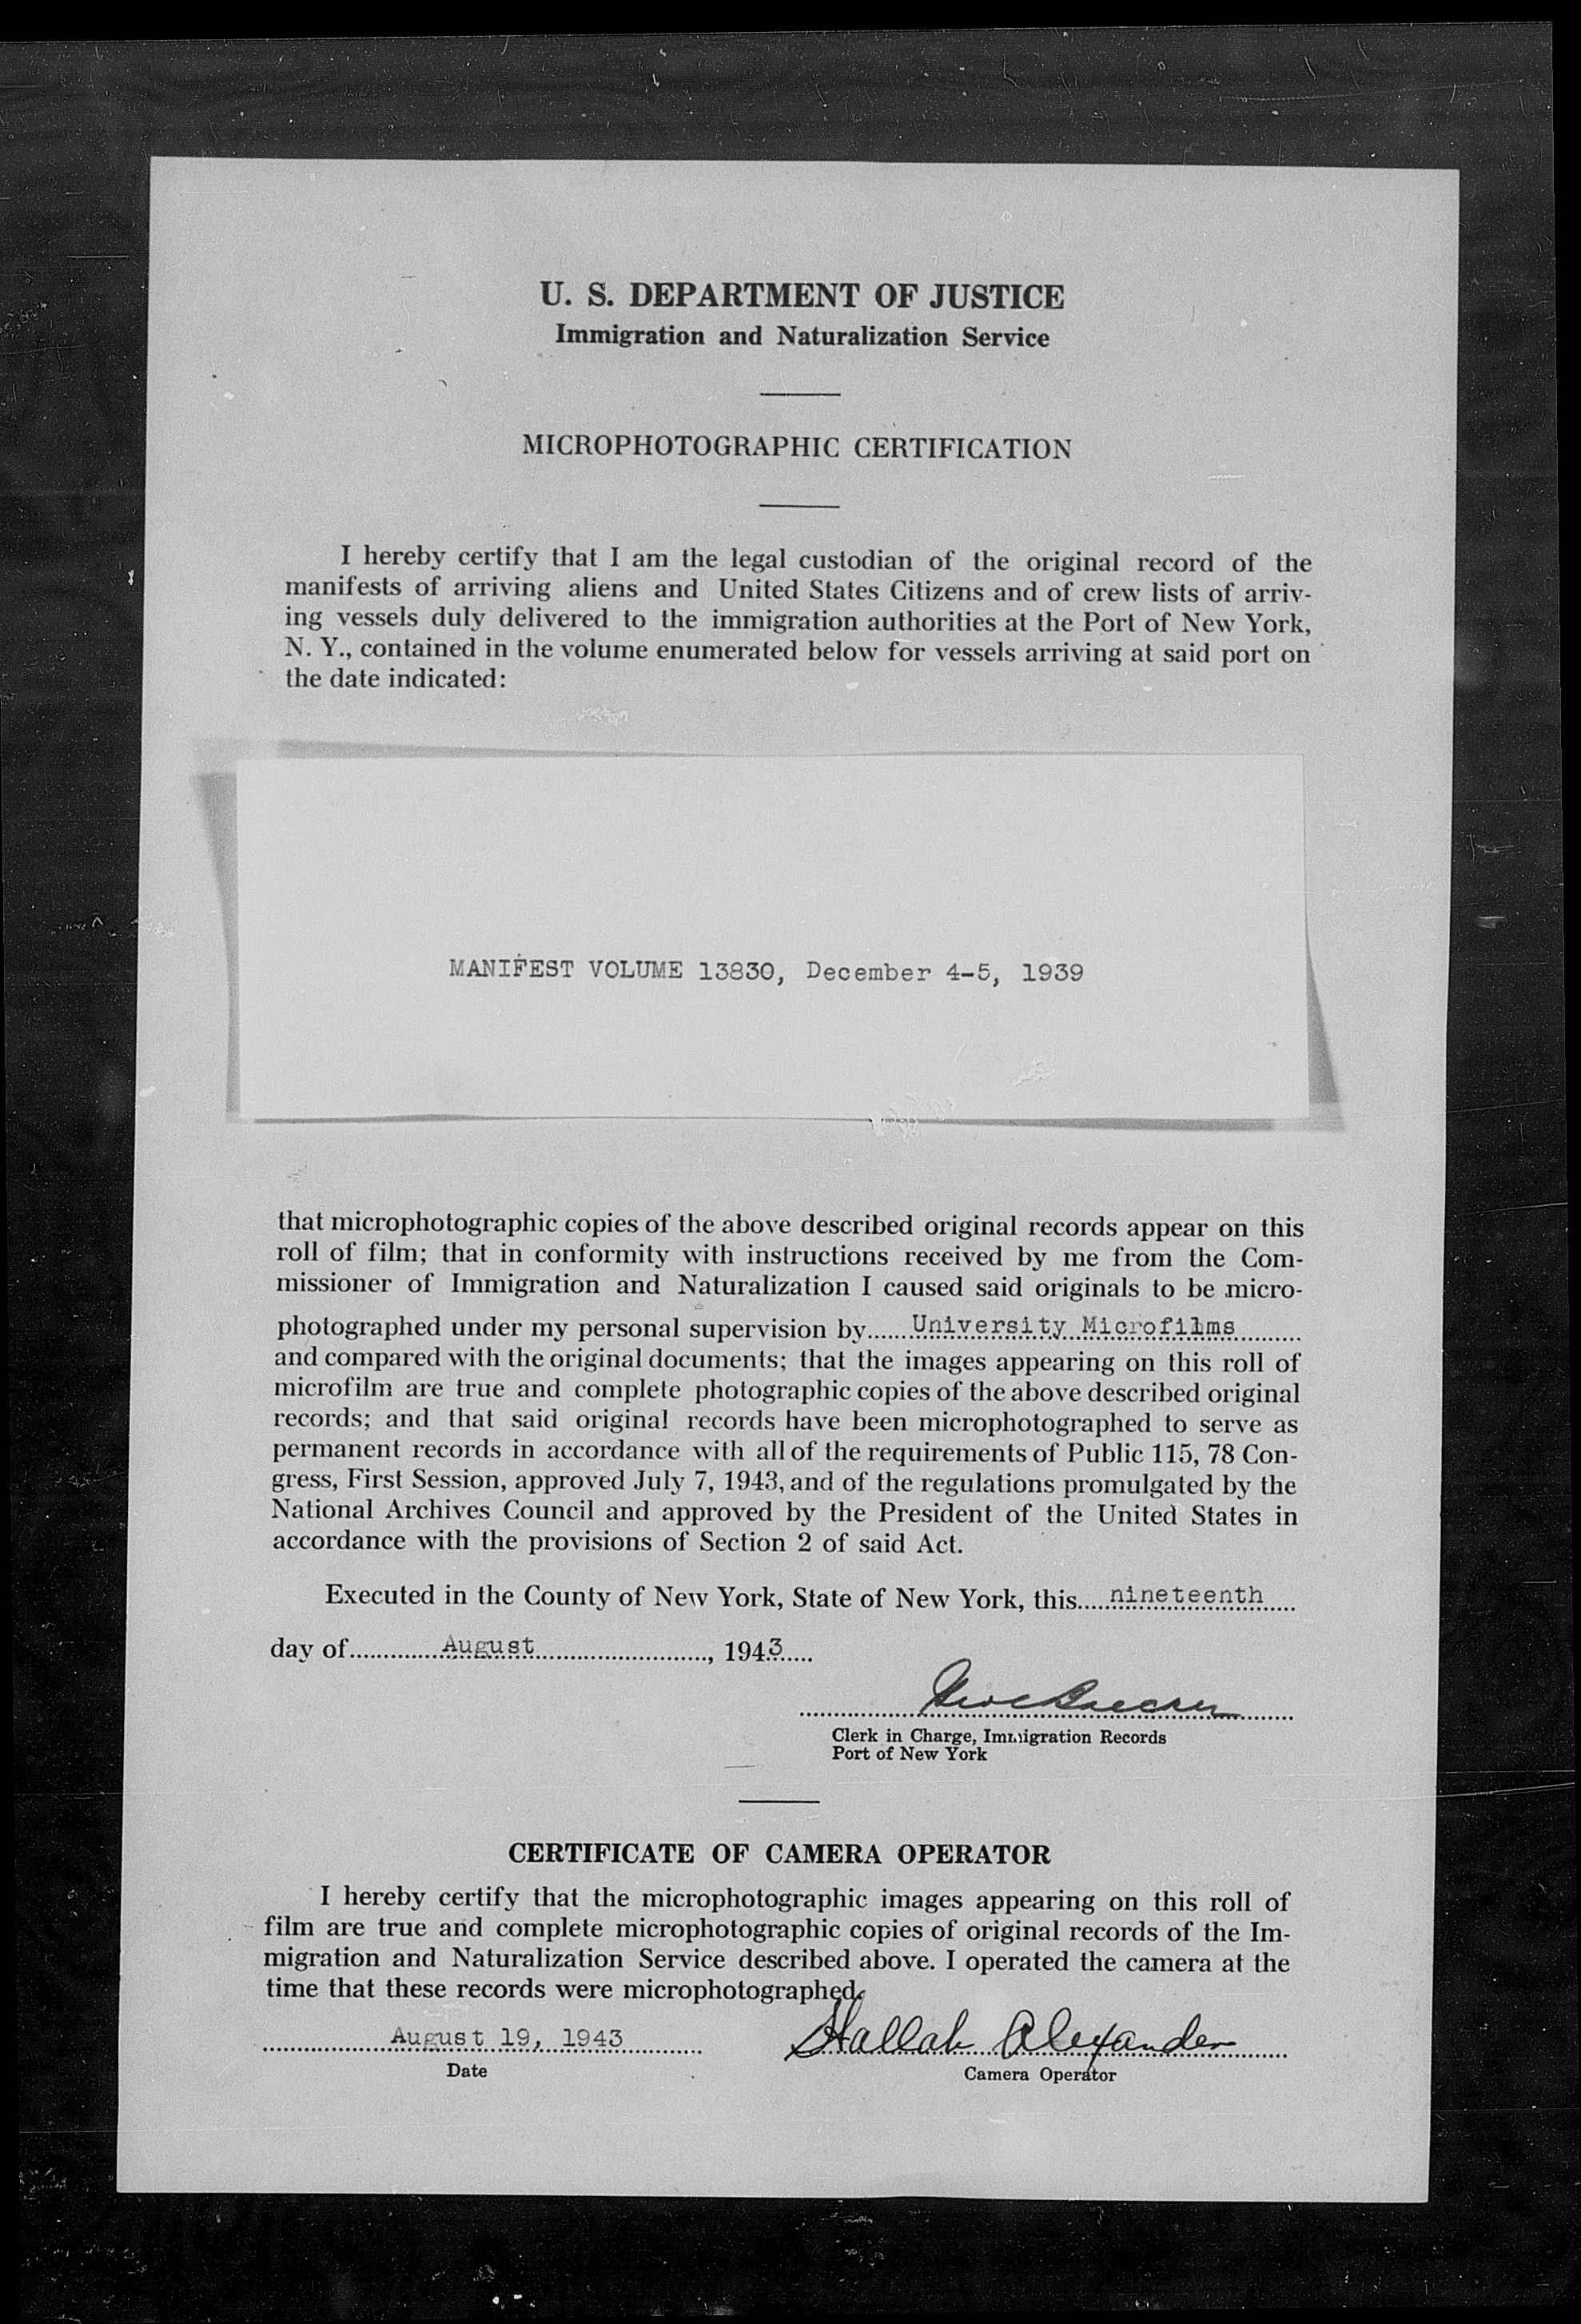 U. S. DEPARTMENT OF JUSTICE
Immigration and Naturalization Service
MICROPHOTOGRAPHIC CERTIFICATION
I hereby certify that I am the legal custodian of the original record of the
manifests of arriving aliens and United States Citizens and of crew lists of arriv-
ing vessels duly delivered to the immigration authorities at the Port of New York,
N. Y., contained in the volume enumerated below for vessels arriving at said port on
the date indicated:
MANIFEST VOLUME 13830, December 4-5, 1939
that microphotographic copies of the above described original records appear on this
roll of film; that in conformity with instructions received by me from the Com-
missioner of Immigration and Naturalization I caused said originals to be micro-
photographed under my personal supervision by......University Microfilms..........
and compared with the original documents; that the images appearing on this roll of
microfilm are true and complete photographic copies of the above described original
records; and that said original records have been microphotographed to serve as
permanent records in accordance with all of the requirements of Public 115, 78 Con-
gress, First Session, approved July 7, 1943, and of the regulations promulgated by the
National Archives Council and approved by the President of the United States in
accordance with the provisions of Section 2 of said Act.
Executed in the County of New York, State of New York, this.....nineteenth.....
day of..............August.........................., 1943.....
Clerk in Charge, Immigration Records
Port of New York
CERTIFICATE OF CAMERA OPERATOR
I hereby certify that the microphotographic images appearing on this roll of
film are true and complete microphotographic copies of original records of the Im-
migration and Naturalization Service described above. I operated the camera at the
time that these records were microphotographed.
August 19, 1943 Hallah Alexander
Date Camera Operator